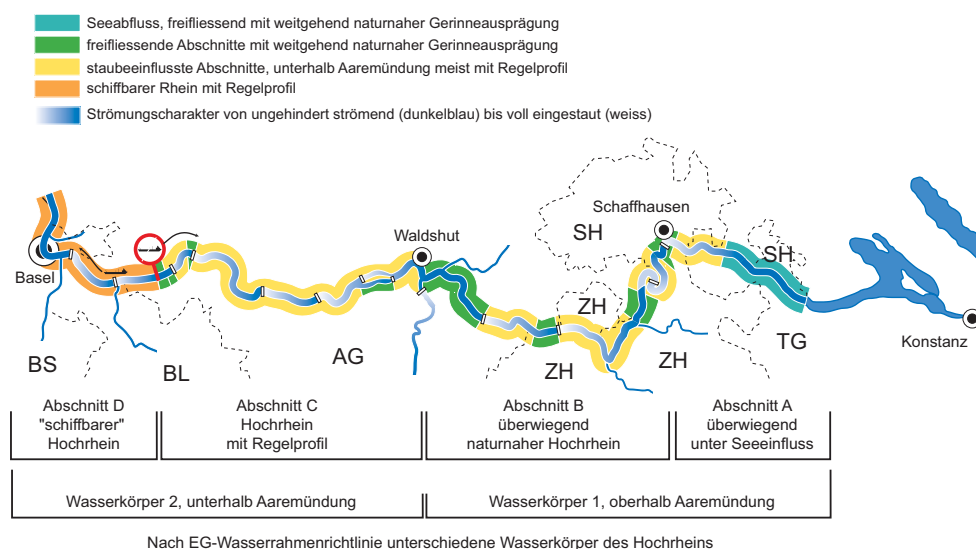 Seeabfluss, freifliessend mit weitgehend naturnaher Gerinneausprägung
freifliessende Abschnitte mit weitgehend naturnaher Gerinneausprägung
staubeeinflusste Abschnitte, unterhalb Aaremündung meist mit Regelprofil
schiffbarer Rhein mit Regelprofil
Strömungscharakter von ungehindert strömend (dunkelblau) bis voll eingestaut (weiss)
Schaffhausen
SH
Waldshut
SH
Basel
ZH
Konstanz
TG
AG
ZH
ZH
BS
BL
Abschnitt D
"schiffbarer"
Hochrhein
Abschnitt C
Hochrhein
mit Regelprofil
Abschnitt B
überwiegend
naturnaher Hochrhein
Abschnitt A
überwiegend
unter Seeeinfluss
Wasserkörper 2, unterhalb Aaremündung
Wasserkörper 1, oberhalb Aaremündung
Nach EG-Wasserrahmenrichtlinie unterschiedene Wasserkörper des Hochrheins